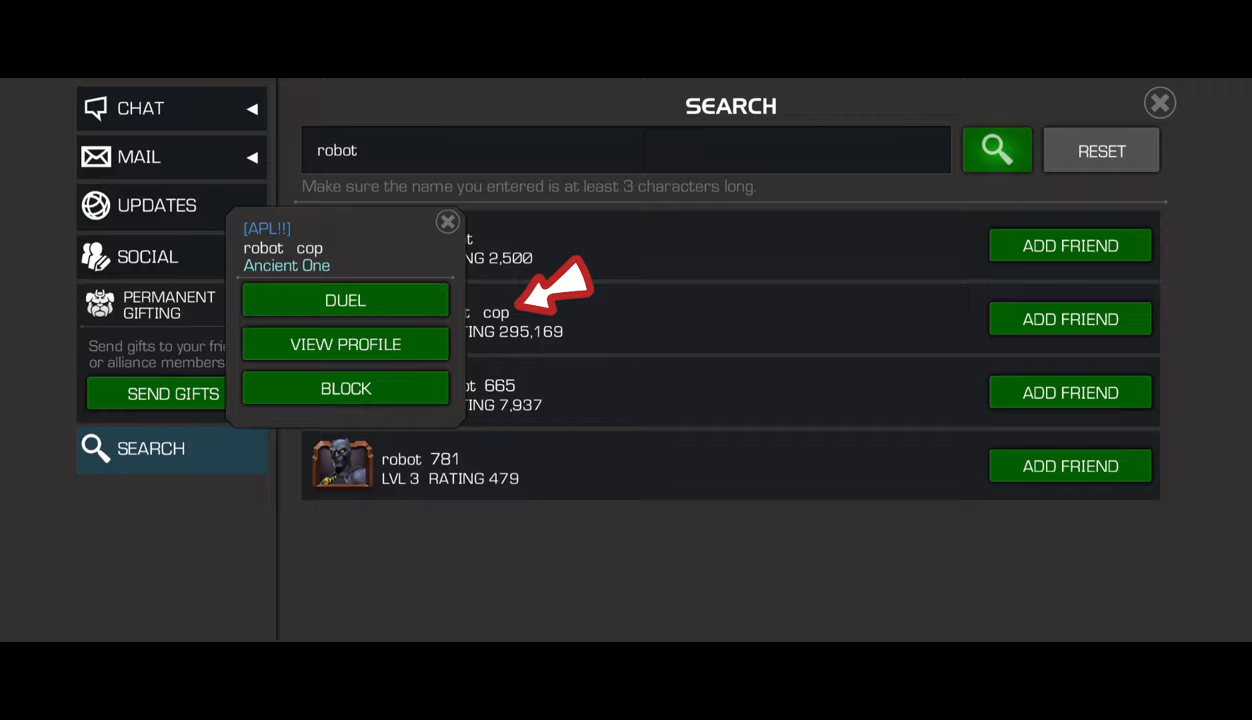 CHAT
MAIL
UPDATES
SOCIAL
PERMANENT
GIFTING
Send gifts to your frie
or alliance members
SEND GIFTS
SEARCH
SEARCH
robot
RESET
Make sure the name you entered is at least 3 characters long.
[APL!!]
robot cop
Ancient One
DUEL
VIEW PROFILE
BLOCK
t
NG 2,500
ADD FRIEND
t cop
TING 295,169
ADD FRIEND
ot 665
TING 7,937
ADD FRIEND
robot 781
LVL 3 RATING 479
ADD FRIEND